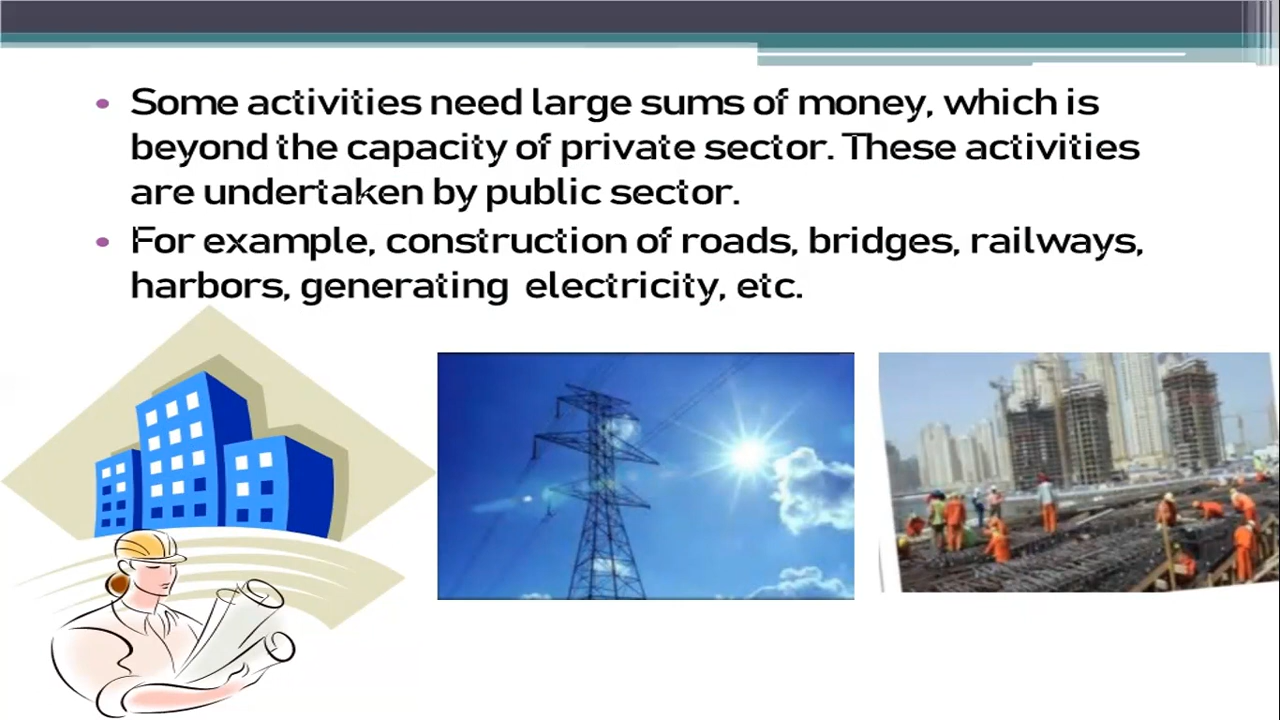 • Some activities need large sums of money, which is
beyond the capacity of private sector. These activities
are undertaken by public sector.
• For example, construction of roads, bridges, railways,
harbors, generating electricity, etc.